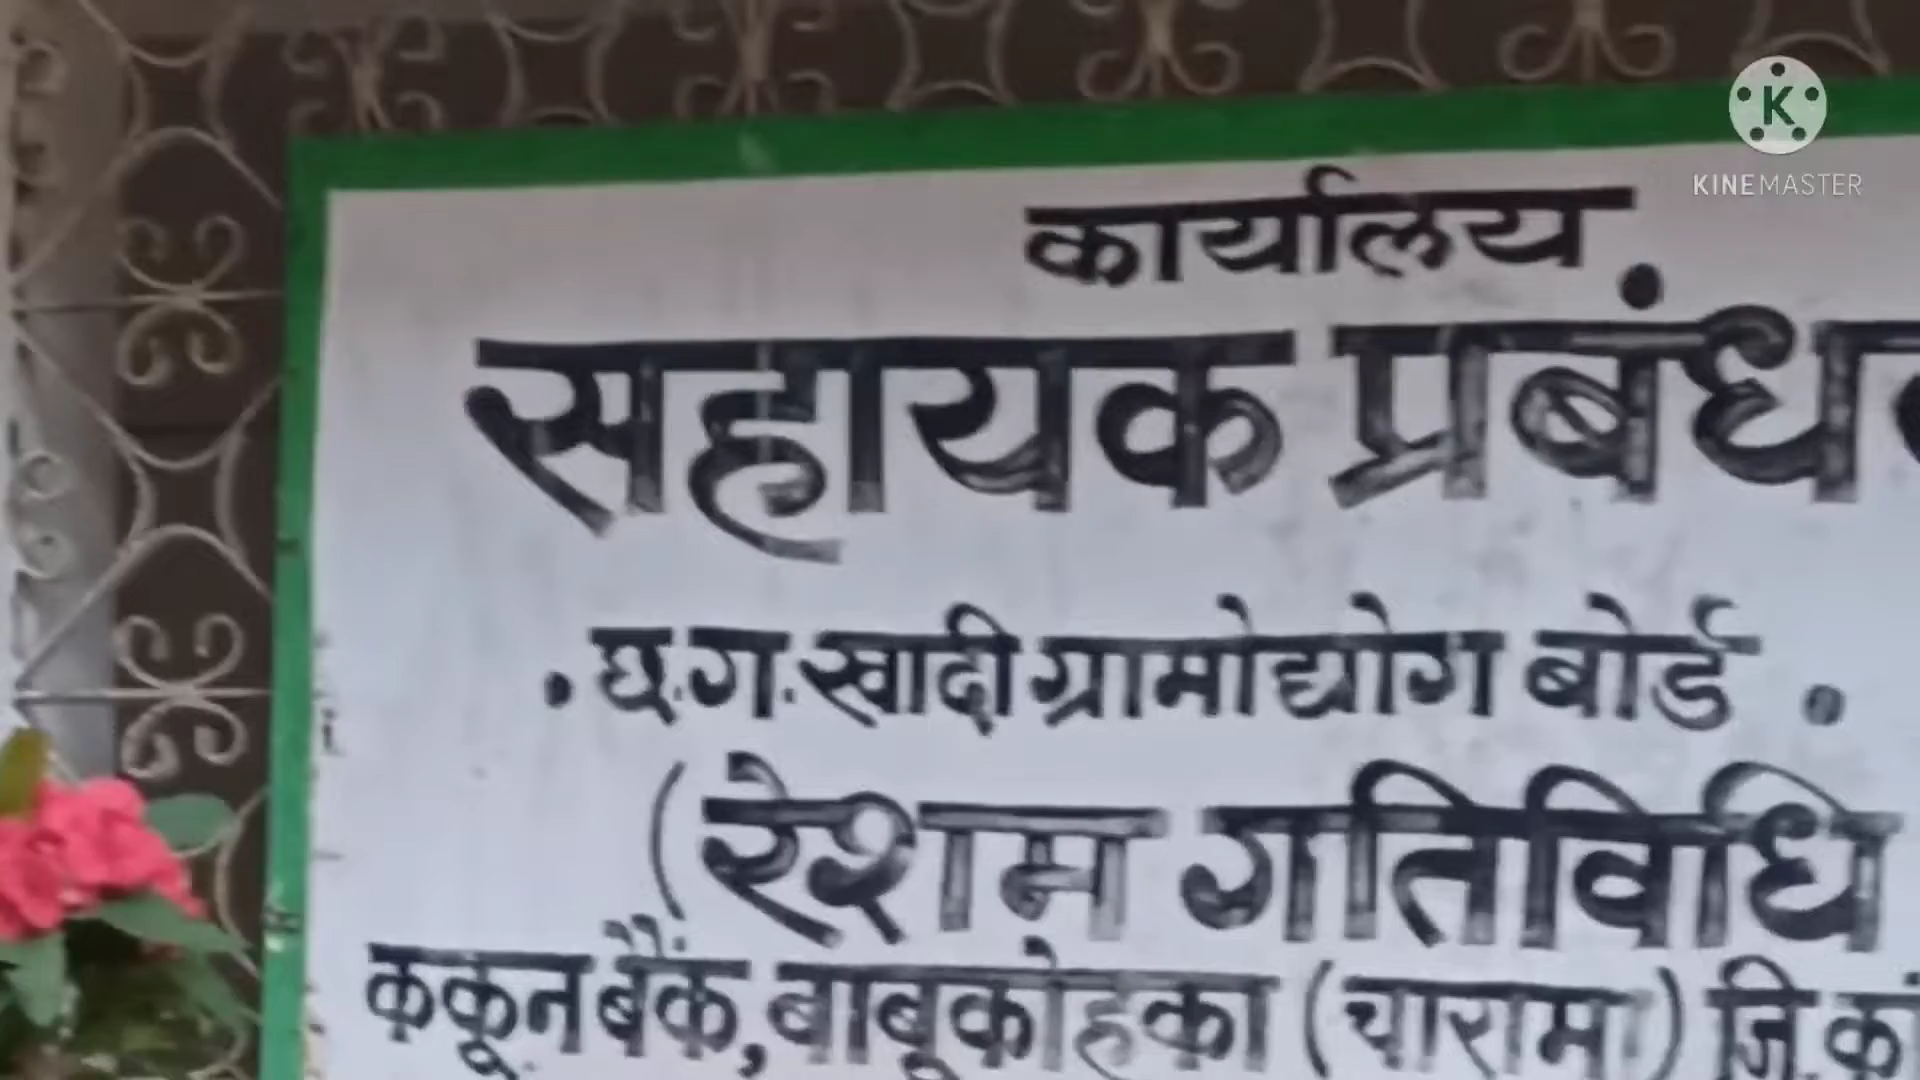 KINEMASTER
कार्यालय
सहायक प्रबंध
छ.ग. खादी ग्रामोद्योग बोर्ड
(रेशम गतिविधि
ककून बैंक, बाबूकोहका (चारामा) जि.कां